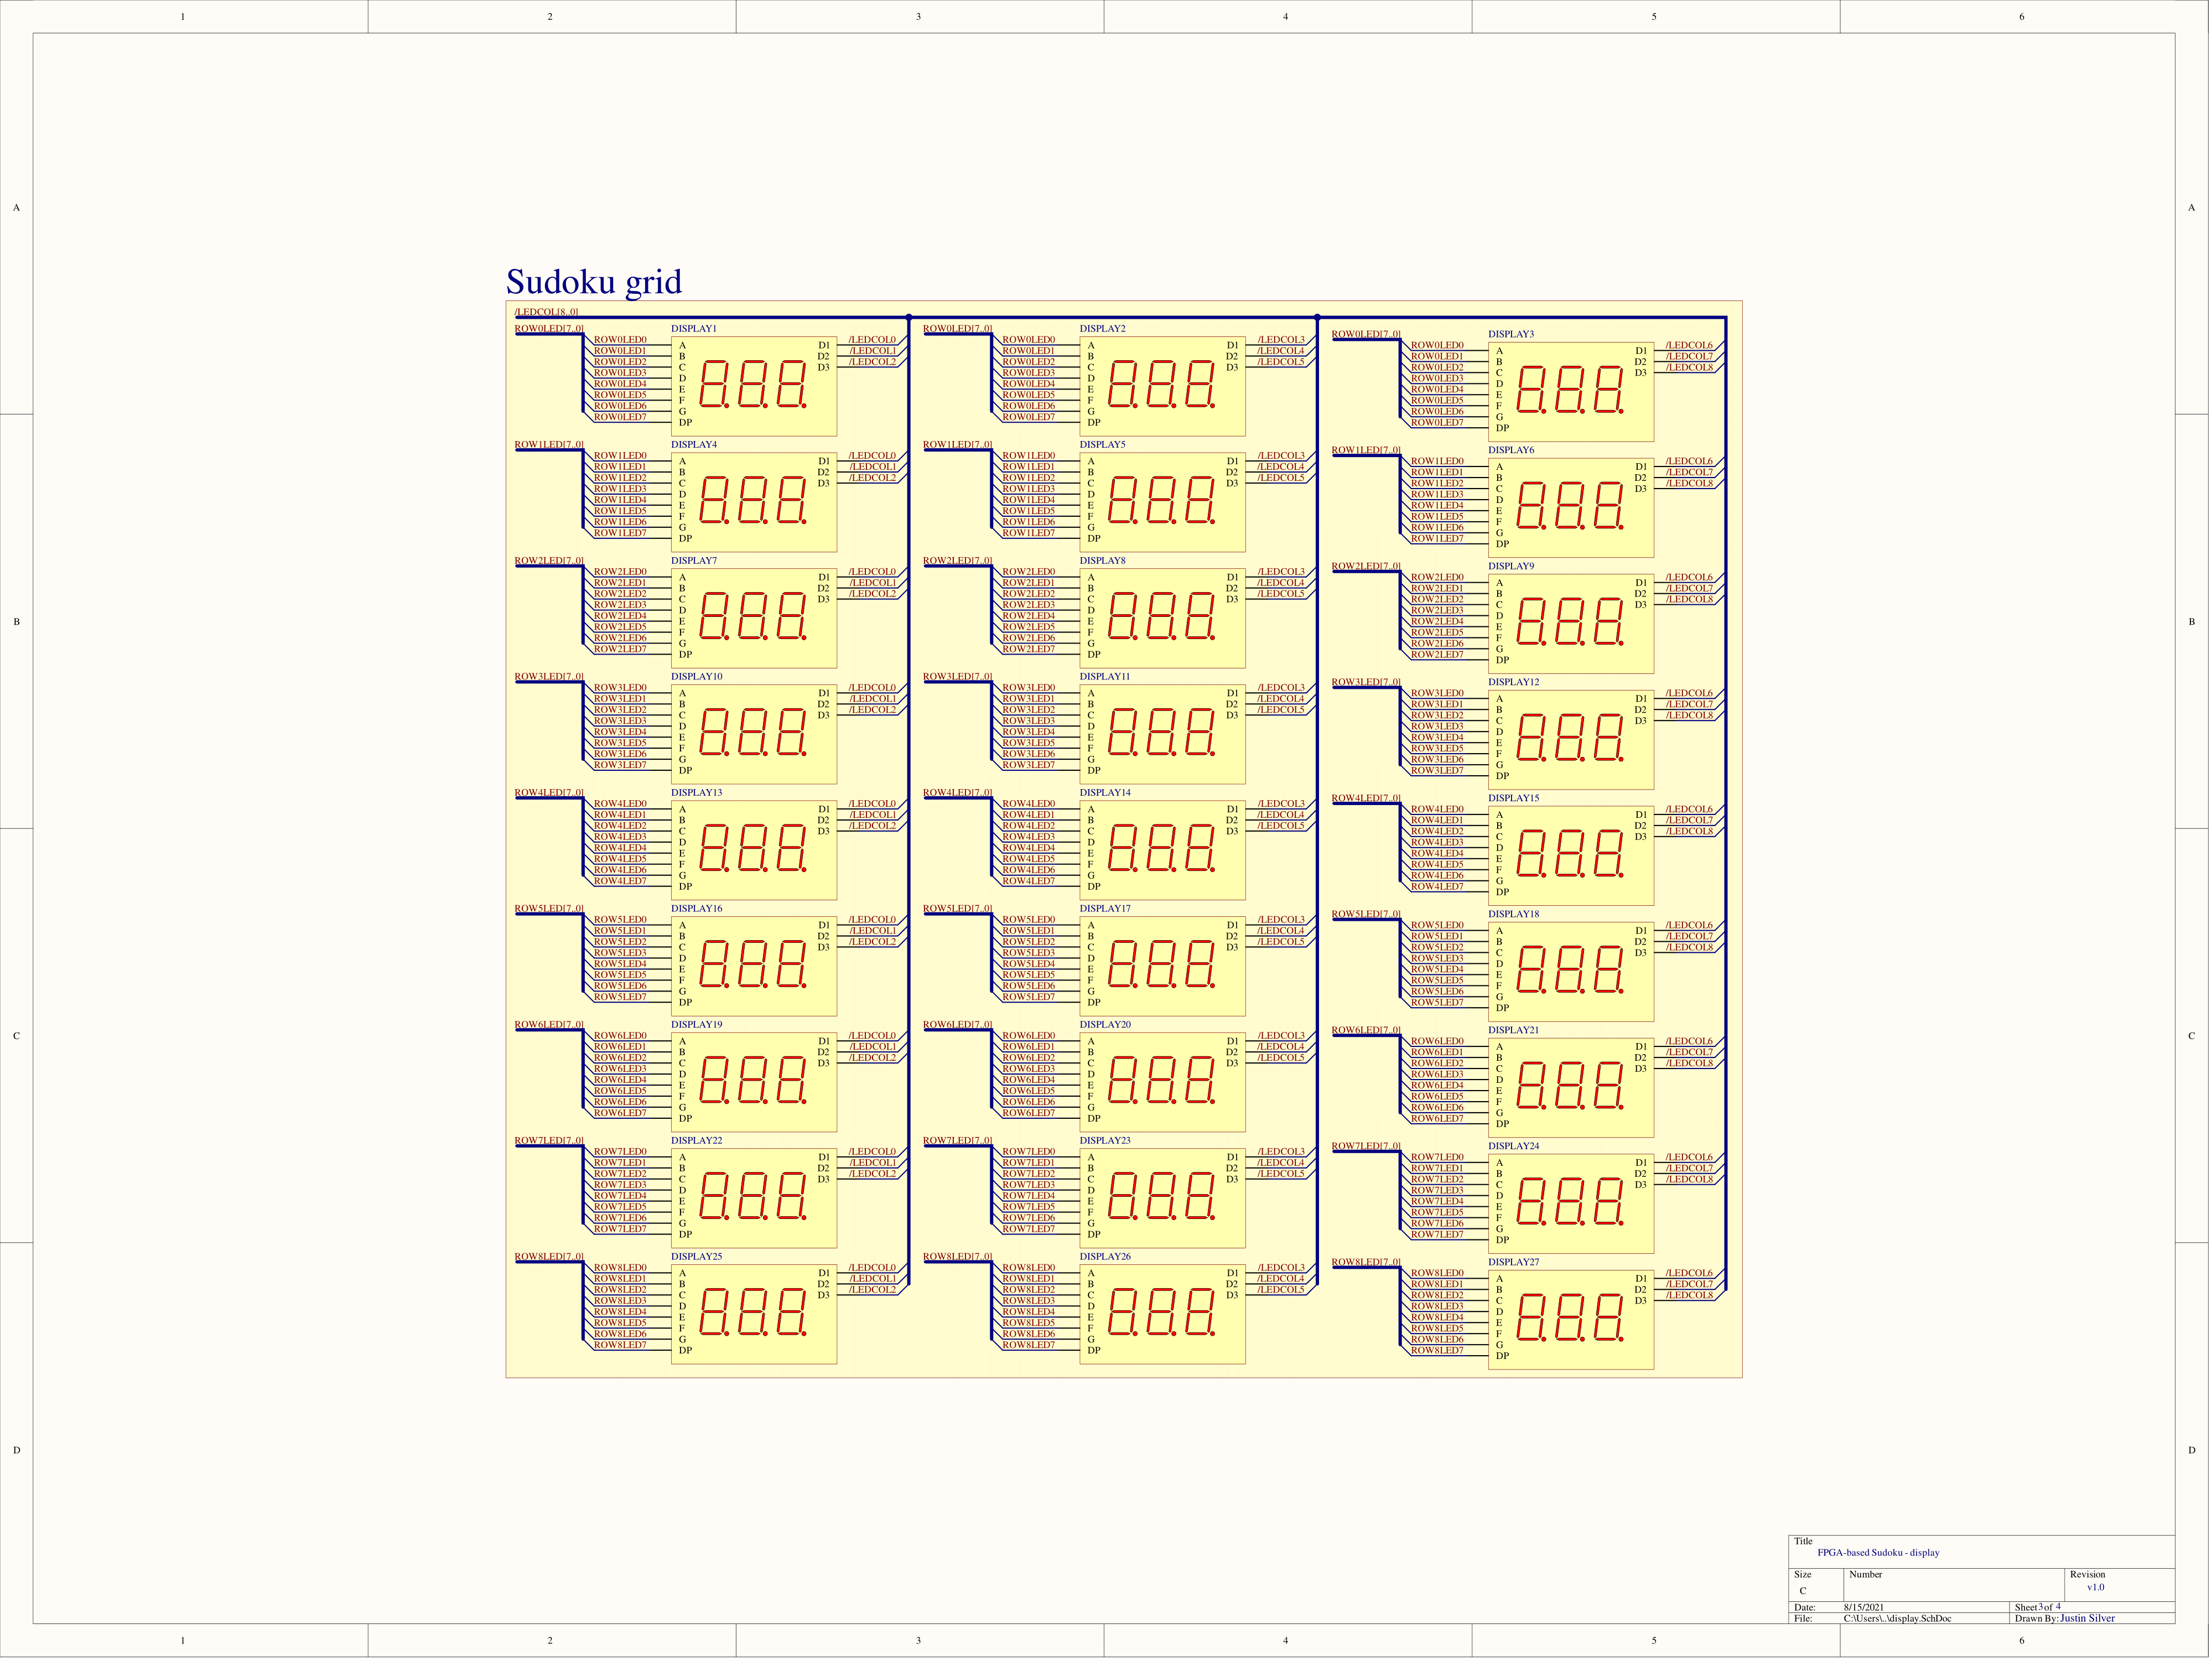 1 2 3 4 5 6
A A
B B
C C
D D
Sudoku grid
/LEDCOL[8..0]
ROW0LED[7..0] DISPLAY1
ROW0LED0 A D1 /LEDCOL0
ROW0LED1 B D2 /LEDCOL1
ROW0LED2 C D3 /LEDCOL2
ROW0LED3 D
ROW0LED4 E
ROW0LED5 F
ROW0LED6 G
ROW0LED7 DP
ROW0LED[7..0] DISPLAY2
ROW0LED0 A D1 /LEDCOL3
ROW0LED1 B D2 /LEDCOL4
ROW0LED2 C D3 /LEDCOL5
ROW0LED3 D
ROW0LED4 E
ROW0LED5 F
ROW0LED6 G
ROW0LED7 DP
ROW0LED[7..0] DISPLAY3
ROW0LED0 A D1 /LEDCOL6
ROW0LED1 B D2 /LEDCOL7
ROW0LED2 C D3 /LEDCOL8
ROW0LED3 D
ROW0LED4 E
ROW0LED5 F
ROW0LED6 G
ROW0LED7 DP
ROW1LED[7..0] DISPLAY4
ROW1LED0 A D1 /LEDCOL0
ROW1LED1 B D2 /LEDCOL1
ROW1LED2 C D3 /LEDCOL2
ROW1LED3 D
ROW1LED4 E
ROW1LED5 F
ROW1LED6 G
ROW1LED7 DP
ROW1LED[7..0] DISPLAY5
ROW1LED0 A D1 /LEDCOL3
ROW1LED1 B D2 /LEDCOL4
ROW1LED2 C D3 /LEDCOL5
ROW1LED3 D
ROW1LED4 E
ROW1LED5 F
ROW1LED6 G
ROW1LED7 DP
ROW1LED[7..0] DISPLAY6
ROW1LED0 A D1 /LEDCOL6
ROW1LED1 B D2 /LEDCOL7
ROW1LED2 C D3 /LEDCOL8
ROW1LED3 D
ROW1LED4 E
ROW1LED5 F
ROW1LED6 G
ROW1LED7 DP
ROW2LED[7..0] DISPLAY7
ROW2LED0 A D1 /LEDCOL0
ROW2LED1 B D2 /LEDCOL1
ROW2LED2 C D3 /LEDCOL2
ROW2LED3 D
ROW2LED4 E
ROW2LED5 F
ROW2LED6 G
ROW2LED7 DP
ROW2LED[7..0] DISPLAY8
ROW2LED0 A D1 /LEDCOL3
ROW2LED1 B D2 /LEDCOL4
ROW2LED2 C D3 /LEDCOL5
ROW2LED3 D
ROW2LED4 E
ROW2LED5 F
ROW2LED6 G
ROW2LED7 DP
ROW2LED[7..0] DISPLAY9
ROW2LED0 A D1 /LEDCOL6
ROW2LED1 B D2 /LEDCOL7
ROW2LED2 C D3 /LEDCOL8
ROW2LED3 D
ROW2LED4 E
ROW2LED5 F
ROW2LED6 G
ROW2LED7 DP
ROW3LED[7..0] DISPLAY10
ROW3LED0 A D1 /LEDCOL0
ROW3LED1 B D2 /LEDCOL1
ROW3LED2 C D3 /LEDCOL2
ROW3LED3 D
ROW3LED4 E
ROW3LED5 F
ROW3LED6 G
ROW3LED7 DP
ROW3LED[7..0] DISPLAY11
ROW3LED0 A D1 /LEDCOL3
ROW3LED1 B D2 /LEDCOL4
ROW3LED2 C D3 /LEDCOL5
ROW3LED3 D
ROW3LED4 E
ROW3LED5 F
ROW3LED6 G
ROW3LED7 DP
ROW3LED[7..0] DISPLAY12
ROW3LED0 A D1 /LEDCOL6
ROW3LED1 B D2 /LEDCOL7
ROW3LED2 C D3 /LEDCOL8
ROW3LED3 D
ROW3LED4 E
ROW3LED5 F
ROW3LED6 G
ROW3LED7 DP
ROW4LED[7..0] DISPLAY13
ROW4LED0 A D1 /LEDCOL0
ROW4LED1 B D2 /LEDCOL1
ROW4LED2 C D3 /LEDCOL2
ROW4LED3 D
ROW4LED4 E
ROW4LED5 F
ROW4LED6 G
ROW4LED7 DP
ROW4LED[7..0] DISPLAY14
ROW4LED0 A D1 /LEDCOL3
ROW4LED1 B D2 /LEDCOL4
ROW4LED2 C D3 /LEDCOL5
ROW4LED3 D
ROW4LED4 E
ROW4LED5 F
ROW4LED6 G
ROW4LED7 DP
ROW4LED[7..0] DISPLAY15
ROW4LED0 A D1 /LEDCOL6
ROW4LED1 B D2 /LEDCOL7
ROW4LED2 C D3 /LEDCOL8
ROW4LED3 D
ROW4LED4 E
ROW4LED5 F
ROW4LED6 G
ROW4LED7 DP
ROW5LED[7..0] DISPLAY16
ROW5LED0 A D1 /LEDCOL0
ROW5LED1 B D2 /LEDCOL1
ROW5LED2 C D3 /LEDCOL2
ROW5LED3 D
ROW5LED4 E
ROW5LED5 F
ROW5LED6 G
ROW5LED7 DP
ROW5LED[7..0] DISPLAY17
ROW5LED0 A D1 /LEDCOL3
ROW5LED1 B D2 /LEDCOL4
ROW5LED2 C D3 /LEDCOL5
ROW5LED3 D
ROW5LED4 E
ROW5LED5 F
ROW5LED6 G
ROW5LED7 DP
ROW5LED[7..0] DISPLAY18
ROW5LED0 A D1 /LEDCOL6
ROW5LED1 B D2 /LEDCOL7
ROW5LED2 C D3 /LEDCOL8
ROW5LED3 D
ROW5LED4 E
ROW5LED5 F
ROW5LED6 G
ROW5LED7 DP
ROW6LED[7..0] DISPLAY19
ROW6LED0 A D1 /LEDCOL0
ROW6LED1 B D2 /LEDCOL1
ROW6LED2 C D3 /LEDCOL2
ROW6LED3 D
ROW6LED4 E
ROW6LED5 F
ROW6LED6 G
ROW6LED7 DP
ROW6LED[7..0] DISPLAY20
ROW6LED0 A D1 /LEDCOL3
ROW6LED1 B D2 /LEDCOL4
ROW6LED2 C D3 /LEDCOL5
ROW6LED3 D
ROW6LED4 E
ROW6LED5 F
ROW6LED6 G
ROW6LED7 DP
ROW6LED[7..0] DISPLAY21
ROW6LED0 A D1 /LEDCOL6
ROW6LED1 B D2 /LEDCOL7
ROW6LED2 C D3 /LEDCOL8
ROW6LED3 D
ROW6LED4 E
ROW6LED5 F
ROW6LED6 G
ROW6LED7 DP
ROW7LED[7..0] DISPLAY22
ROW7LED0 A D1 /LEDCOL0
ROW7LED1 B D2 /LEDCOL1
ROW7LED2 C D3 /LEDCOL2
ROW7LED3 D
ROW7LED4 E
ROW7LED5 F
ROW7LED6 G
ROW7LED7 DP
ROW7LED[7..0] DISPLAY23
ROW7LED0 A D1 /LEDCOL3
ROW7LED1 B D2 /LEDCOL4
ROW7LED2 C D3 /LEDCOL5
ROW7LED3 D
ROW7LED4 E
ROW7LED5 F
ROW7LED6 G
ROW7LED7 DP
ROW7LED[7..0] DISPLAY24
ROW7LED0 A D1 /LEDCOL6
ROW7LED1 B D2 /LEDCOL7
ROW7LED2 C D3 /LEDCOL8
ROW7LED3 D
ROW7LED4 E
ROW7LED5 F
ROW7LED6 G
ROW7LED7 DP
ROW8LED[7..0] DISPLAY25
ROW8LED0 A D1 /LEDCOL0
ROW8LED1 B D2 /LEDCOL1
ROW8LED2 C D3 /LEDCOL2
ROW8LED3 D
ROW8LED4 E
ROW8LED5 F
ROW8LED6 G
ROW8LED7 DP
ROW8LED[7..0] DISPLAY26
ROW8LED0 A D1 /LEDCOL3
ROW8LED1 B D2 /LEDCOL4
ROW8LED2 C D3 /LEDCOL5
ROW8LED3 D
ROW8LED4 E
ROW8LED5 F
ROW8LED6 G
ROW8LED7 DP
ROW8LED[7..0] DISPLAY27
ROW8LED0 A D1 /LEDCOL6
ROW8LED1 B D2 /LEDCOL7
ROW8LED2 C D3 /LEDCOL8
ROW8LED3 D
ROW8LED4 E
ROW8LED5 F
ROW8LED6 G
ROW8LED7 DP
Title
FPGA-based Sudoku - display
Size Number Revision
C v1.0
Date: 8/15/2021 Sheet 3 of 4
File: C:\Users\..\display.SchDoc Drawn By: Justin Silver
1 2 3 4 5 6